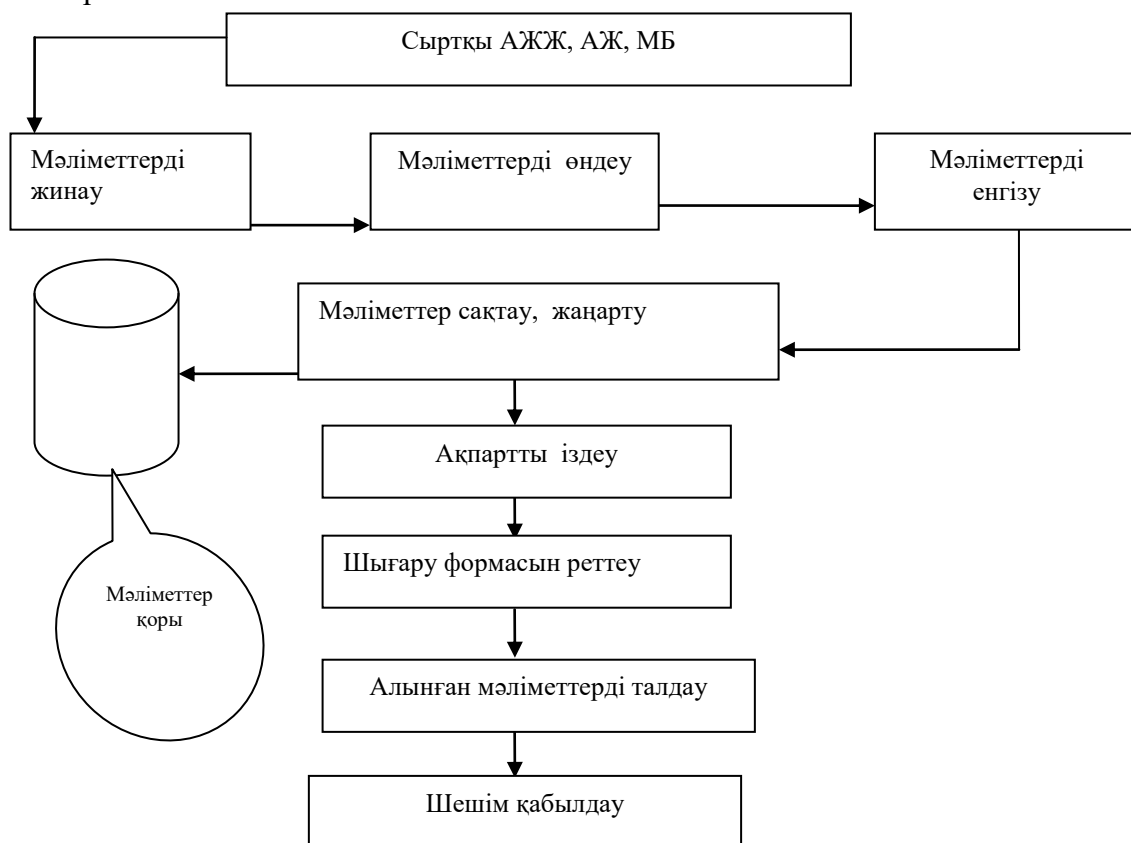 Сыртқы АЖЖ, АЖ, МБ
Мәліметтерді
жинау
Мәліметтерді өндеу
Мәліметтерді
енгізу
Мәліметтер сақтау, жаңарту
Ақпартты іздеу
Шығару формасын реттеу
Мәліметтер
қоры
Алынған мәліметтерді талдау
Шешім қабылдау